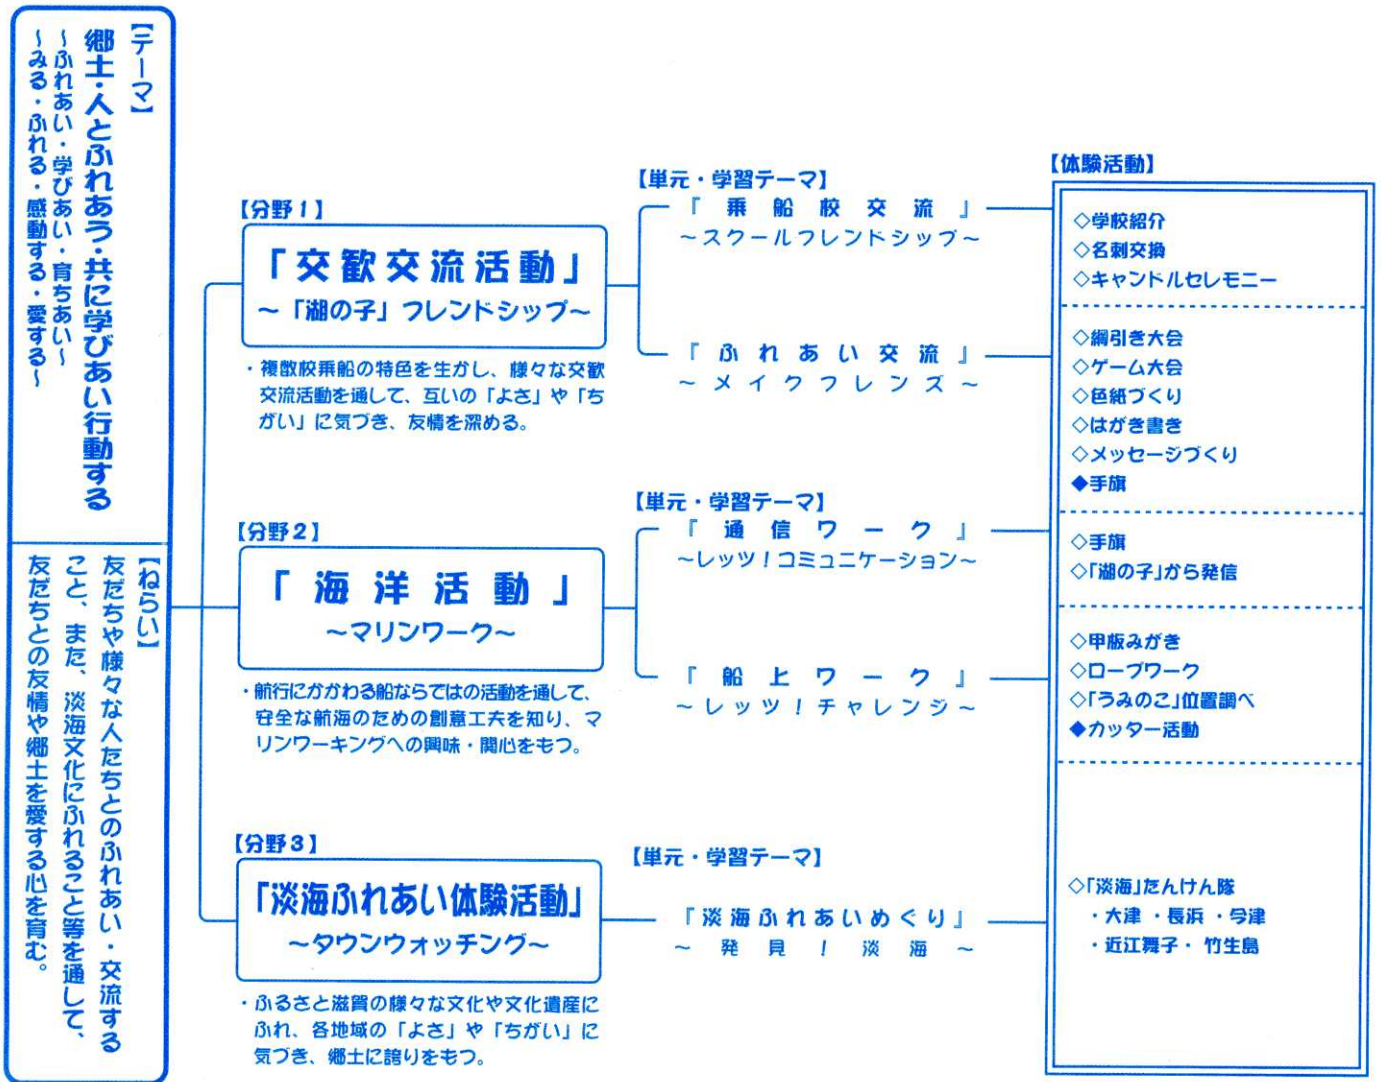 【テーマ】
郷土・人とふれあう・共に学びあい行動する
～ふれあい・学びあい・育ちあい～
～みる・ふれる・感動する・愛する～
【ねらい】
友だちや様々な人たちとのふれあい・交流する
こと、また、淡海文化にふれること等を通して、
友だちとの友情や郷土を愛する心を育む。
【分野1】
「交歓交流活動」
～「湖の子」フレンドシップ～
・複数校乗船の特色を生かし、様々な交歓
交流活動を通して、互いの「よさ」や「ち
がい」に気づき、友情を深める。
【単元・学習テーマ】
『乗船校交流』
～スクールフレンドシップ～
『ふれあい交流』
～メイクフレンズ～
【分野2】
「海洋活動」
～マリンワーク～
・航行にかかわる船ならではの活動を通して、
安全な航海のための創意工夫を知り、マ
リンワーキングへの興味・関心をもつ。
【単元・学習テーマ】
『通信ワーク』
～レッツ！コミュニケーション～
『船上ワーク』
～レッツ！チャレンジ～
【分野3】
「淡海ふれあい体験活動」
～タウンウォッチング～
・ふるさと滋賀の様々な文化や文化遺産に
ふれ、各地域の「よさ」や「ちがい」に
気づき、郷土に誇りをもつ。
【単元・学習テーマ】
『淡海ふれあいめぐり』
～発見！淡海～
【体験活動】
◇学校紹介
◇名刺交換
◇キャンドルセレモニー
◇綱引き大会
◇ゲーム大会
◇色紙づくり
◇はがき書き
◇メッセージづくり
◆手旗
◇手旗
◇「湖の子」から発信
◇甲板みがき
◇ロープワーク
◇「うみのこ」位置調べ
◆カッター活動
◇「淡海」たんけん隊
・大津・長浜・今津
・近江舞子・竹生島